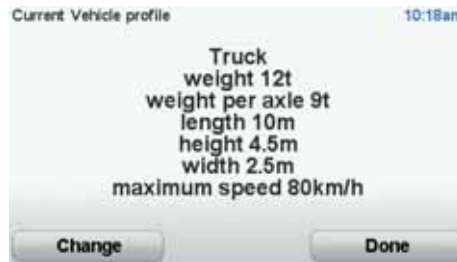 Current Vehicle profile
10:18am
Truck
weight 12t
weight per axle 9t
length 10m
height 4.5m
width 2.5m
maximum speed 80km/h
Change
Done